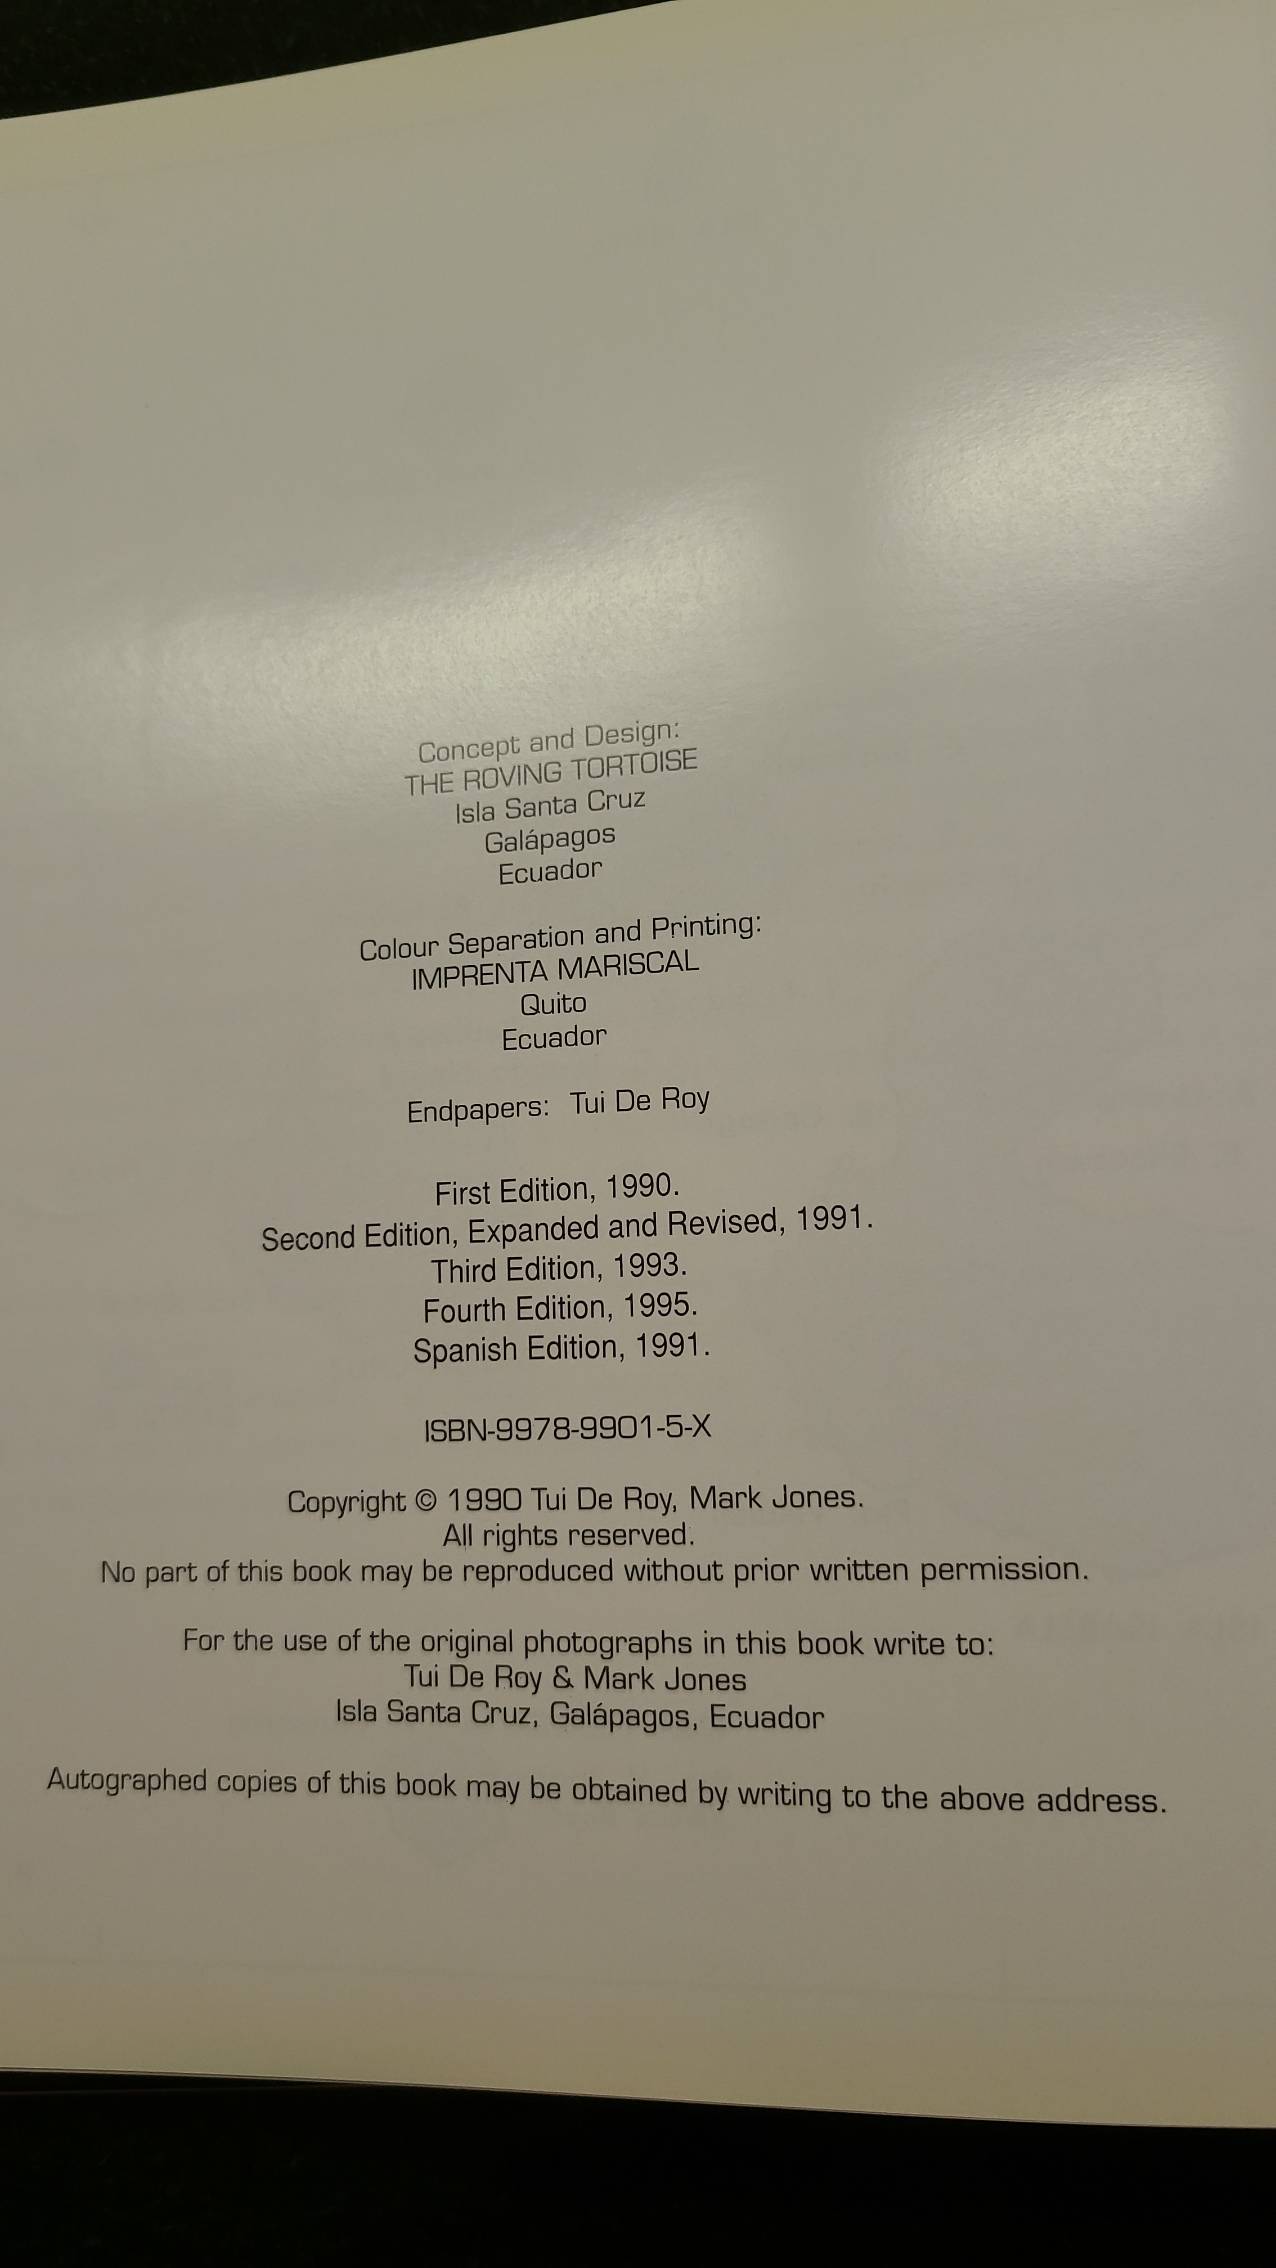 Concept and Design:
THE ROVING TORTOISE
Isla Santa Cruz
Galápagos
Ecuador
Colour Separation and Printing:
IMPRENTA MARISCAL
Quito
Ecuador
Endpapers: Tui De Roy
First Edition, 1990.
Second Edition, Expanded and Revised, 1991.
Third Edition, 1993.
Fourth Edition, 1995.
Spanish Edition, 1991.
ISBN-9978-9901-5-X
Copyright © 1990 Tui De Roy, Mark Jones.
All rights reserved.
No part of this book may be reproduced without prior written permission.
For the use of the original photographs in this book write to:
Tui De Roy & Mark Jones
Isla Santa Cruz, Galápagos, Ecuador
Autographed copies of this book may be obtained by writing to the above address.